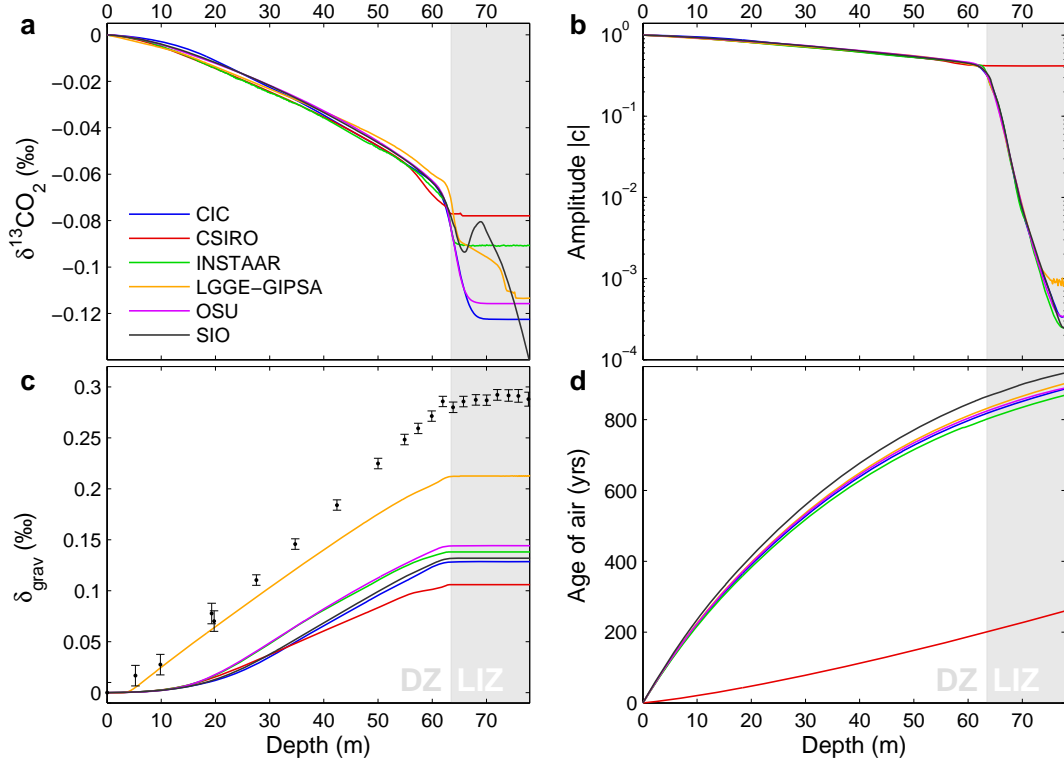 0 10 20 30 40 50 60 70
0 10 20 30 40 50 60 70
a
b
0
−0.02
−0.04
−0.06
−0.08
−0.1
−0.12
δ¹³CO₂ (‰)
CIC
CSIRO
INSTAAR
LGGE−GIPSA
OSU
SIO
10⁰
10⁻¹
10⁻²
10⁻³
10⁻⁴
Amplitude |c|
c
d
0.3
0.25
0.2
0.15
0.1
0.05
0
δgrav (‰)
DZ LIZ
0 10 20 30 40 50 60 70
Depth (m)
800
600
400
200
0
Age of air (yrs)
DZ LIZ
0 10 20 30 40 50 60 70
Depth (m)